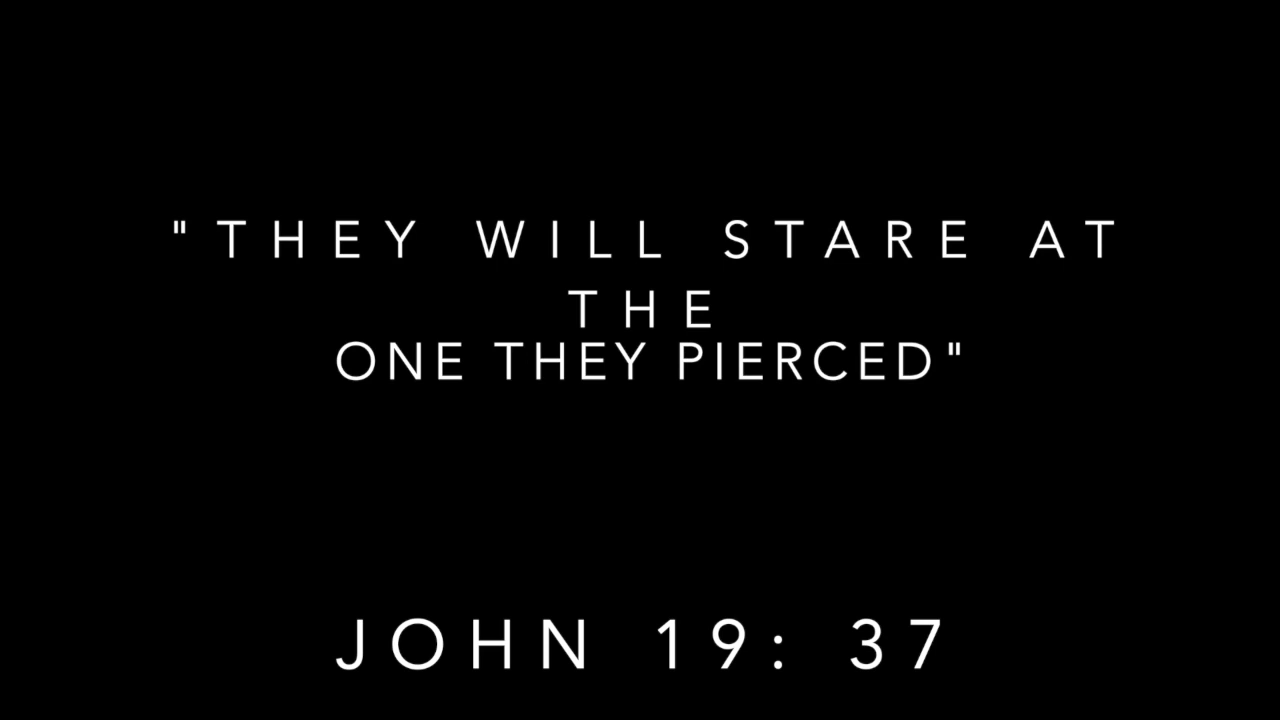 "THEY WILL STARE AT
THE
ONE THEY PIERCED"
JOHN 19: 37